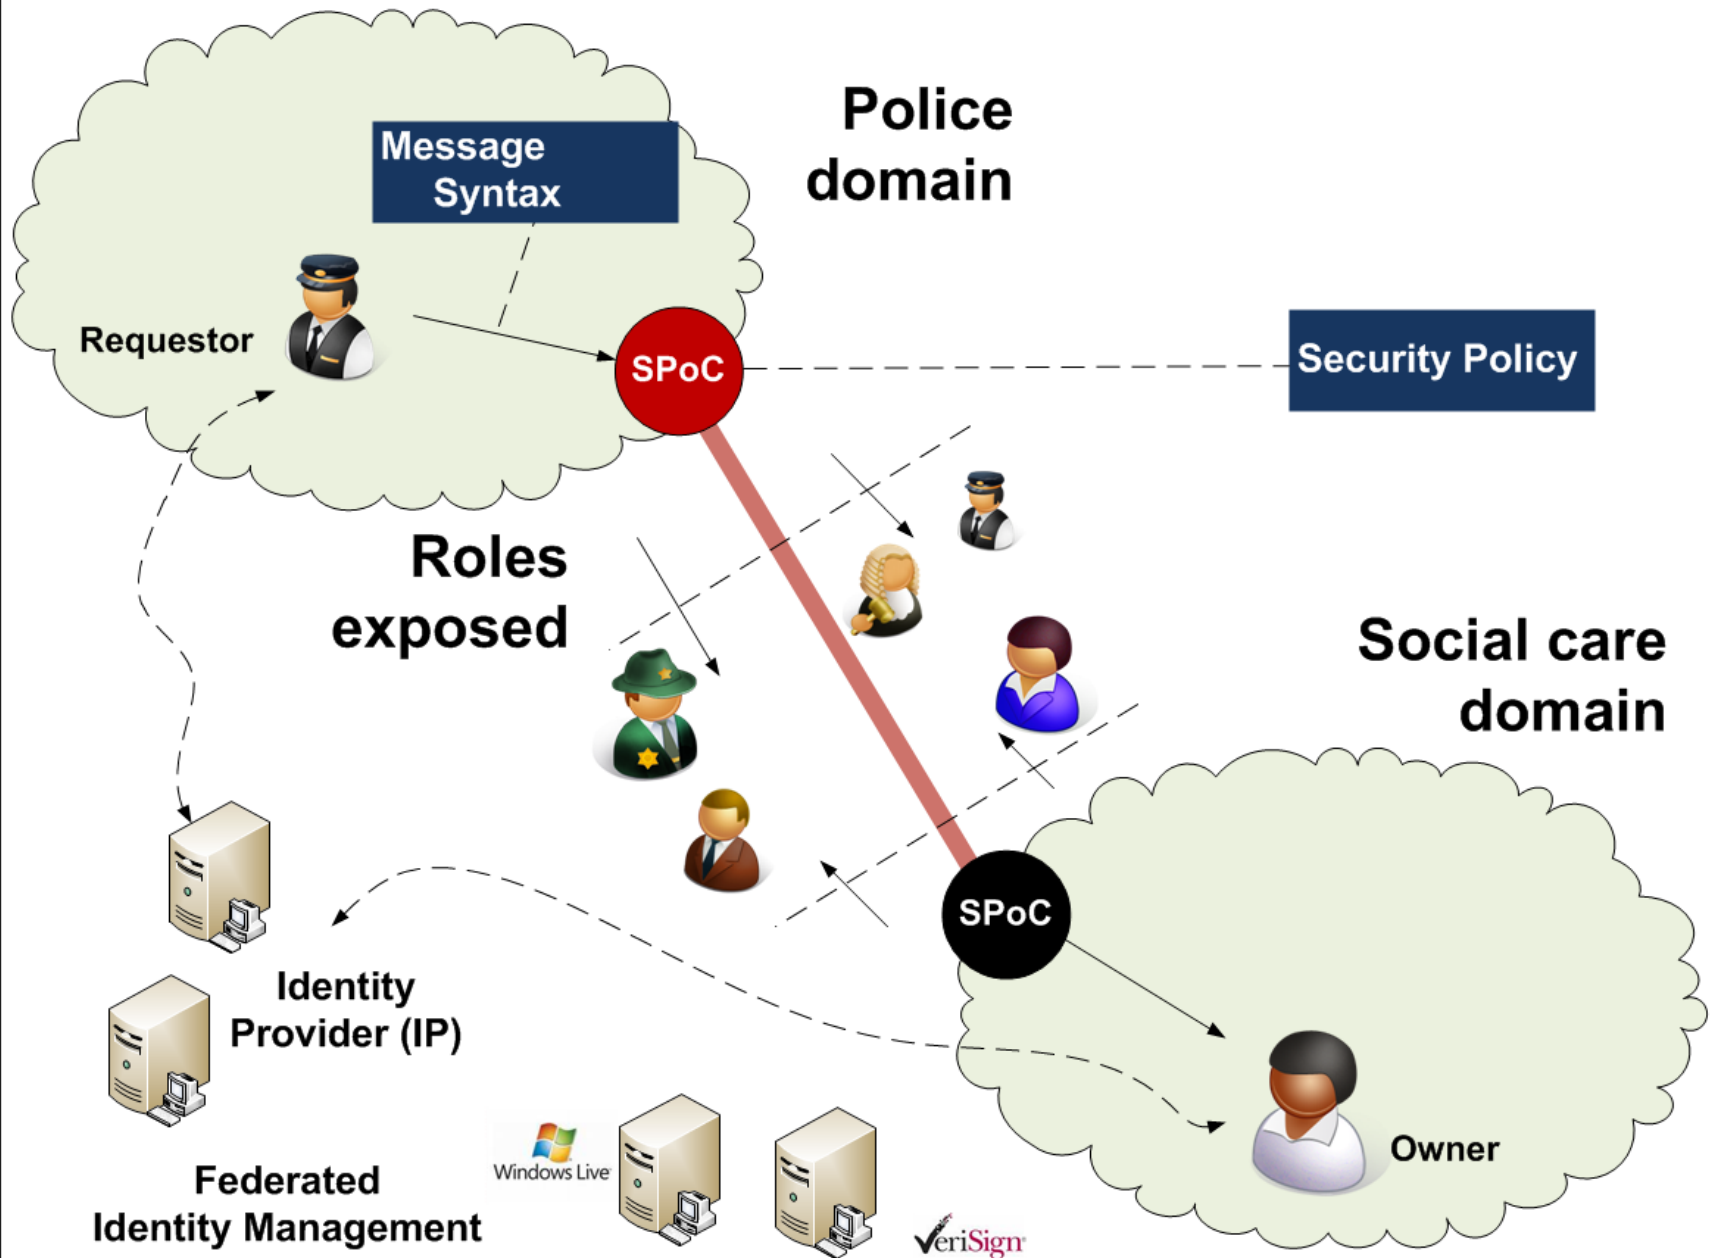 Police
domain
Message
Syntax
Requestor
SPoC
Security Policy
Roles
exposed
Social care
domain
SPoC
Identity
Provider (IP)
Owner
Windows Live
Federated
Identity Management
VeriSign